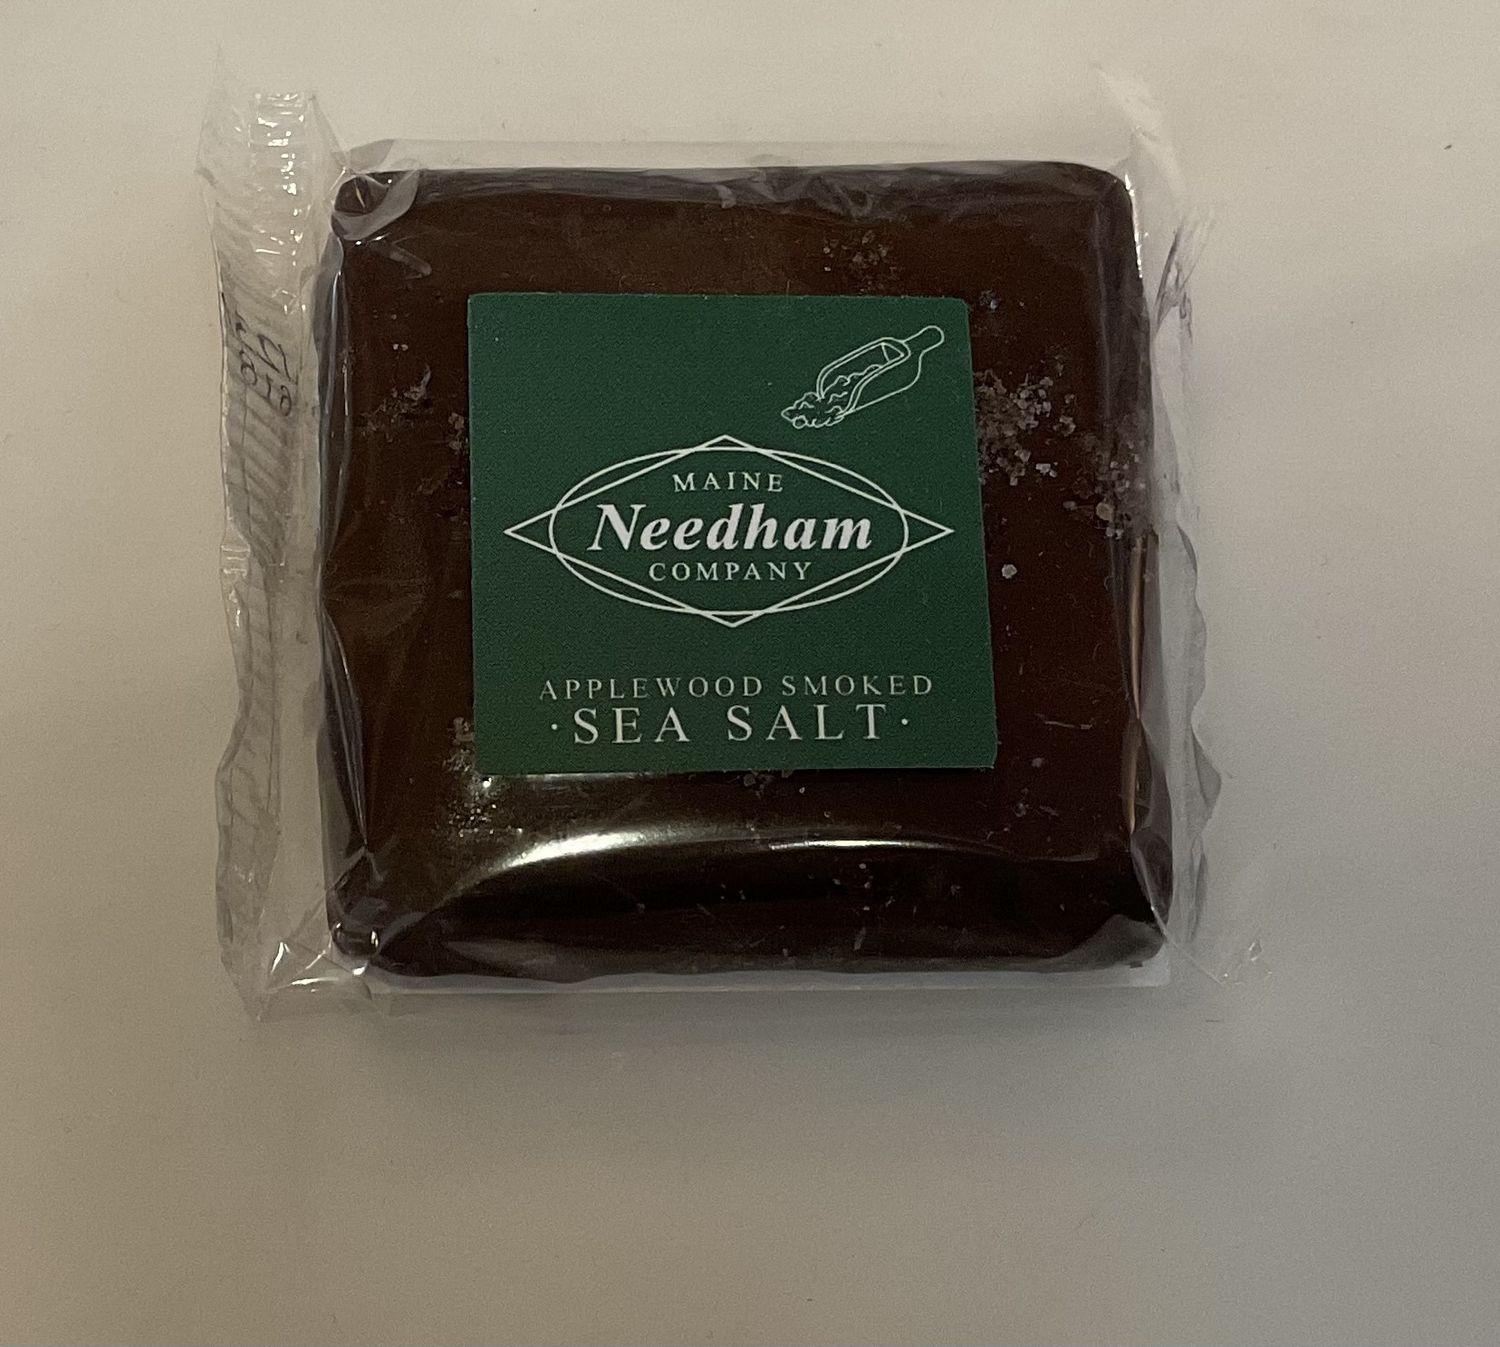 MAINE
Needham
COMPANY
APPLEWOOD SMOKED
·SEA SALT·